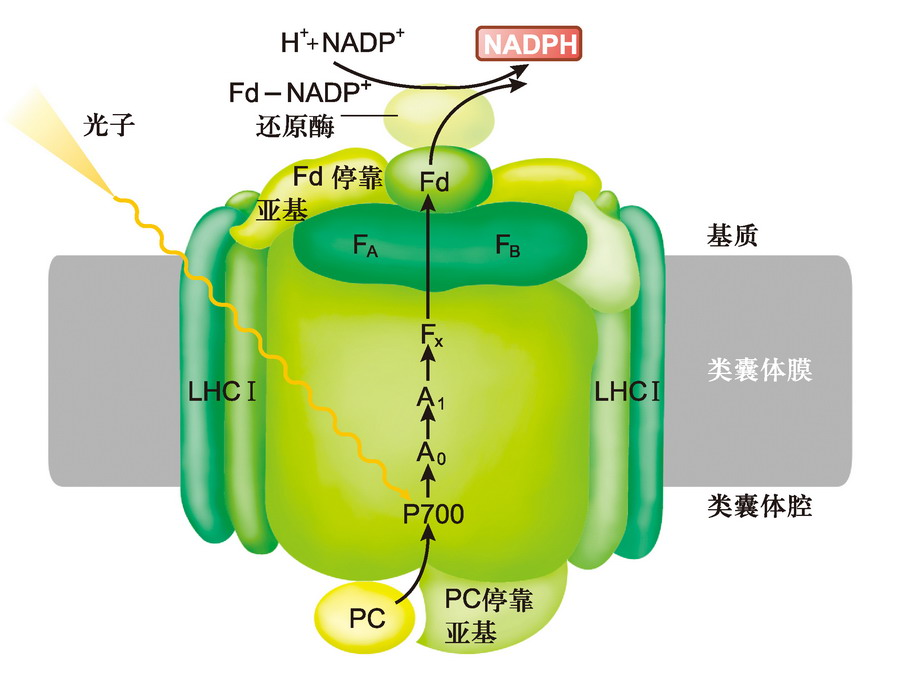 H⁺+NADP⁺
NADPH
Fd–NADP⁺
还原酶
光子
Fd 停靠
亚基
Fd
基质
F_A
F_B
F_x
类囊体膜
LHC I
A₁
LHC I
A₀
类囊体腔
P700
PC
PC停靠
亚基